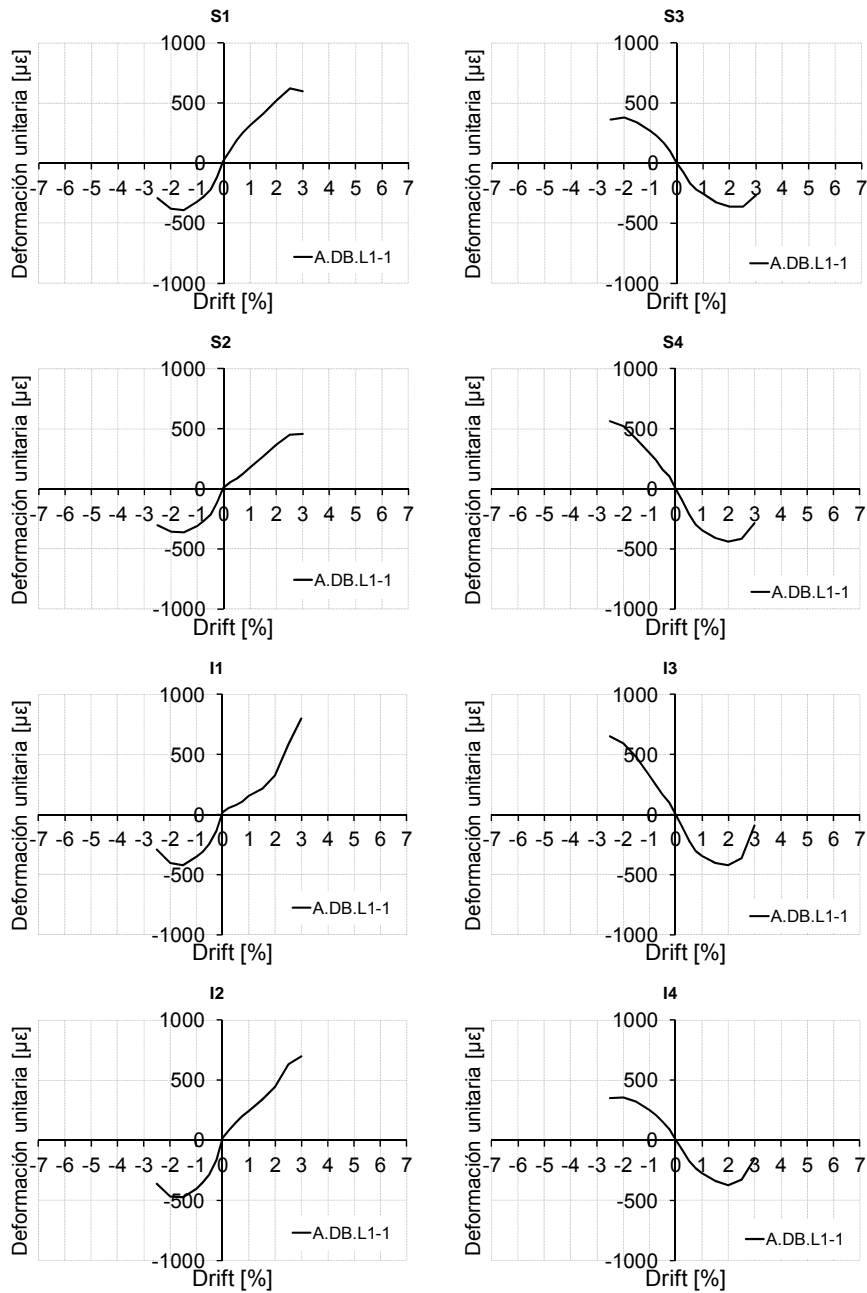 S1
Deformación unitaria [µε]
1000
500
0
-500
-1000
-7 -6 -5 -4 -3 -2 -1 0 1 2 3 4 5 6 7
A.DB.L1-1
Drift [%]
S3
Deformación unitaria [µε]
1000
500
0
-500
-1000
-7 -6 -5 -4 -3 -2 -1 0 1 2 3 4 5 6 7
A.DB.L1-1
Drift [%]
S2
Deformación unitaria [µε]
1000
500
0
-500
-1000
-7 -6 -5 -4 -3 -2 -1 0 1 2 3 4 5 6 7
A.DB.L1-1
Drift [%]
S4
Deformación unitaria [µε]
1000
500
0
-500
-1000
-7 -6 -5 -4 -3 -2 -1 0 1 2 3 4 5 6 7
A.DB.L1-1
Drift [%]
I1
Deformación unitaria [µε]
1000
500
0
-500
-1000
-7 -6 -5 -4 -3 -2 -1 0 1 2 3 4 5 6 7
A.DB.L1-1
Drift [%]
I3
Deformación unitaria [µε]
1000
500
0
-500
-1000
-7 -6 -5 -4 -3 -2 -1 0 1 2 3 4 5 6 7
A.DB.L1-1
Drift [%]
I2
Deformación unitaria [µε]
1000
500
0
-500
-1000
-7 -6 -5 -4 -3 -2 -1 0 1 2 3 4 5 6 7
A.DB.L1-1
Drift [%]
I4
Deformación unitaria [µε]
1000
500
0
-500
-1000
-7 -6 -5 -4 -3 -2 -1 0 1 2 3 4 5 6 7
A.DB.L1-1
Drift [%]